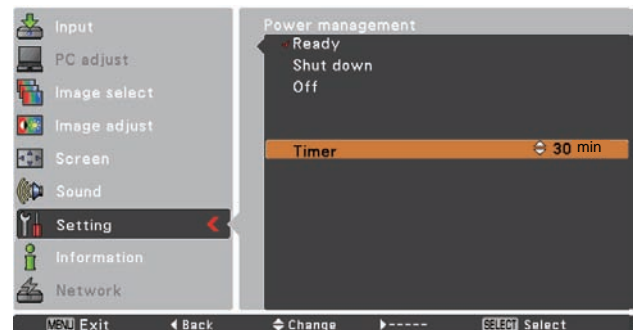 Input
PC adjust
Image select
Image adjust
Screen
Sound
Setting
Information
Network
Power management
Ready
Shut down
Off
Timer 30 min
MENU Exit Back Change ----- SELECT Select